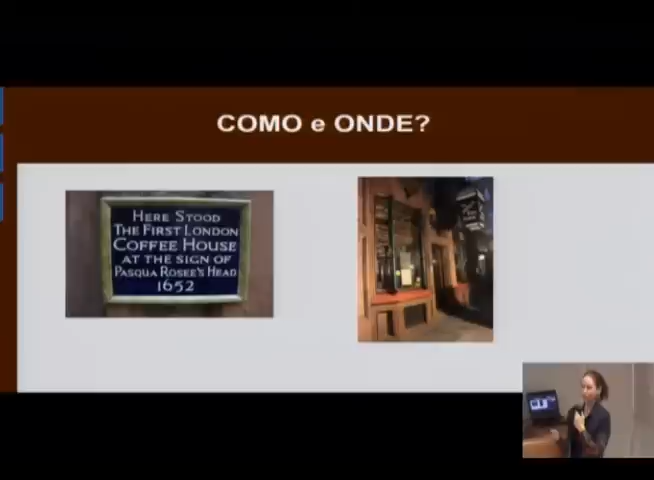 COMO e ONDE?
HERE STOOD
THE FIRST LONDON
COFFEE HOUSE
AT THE SIGN OF
PASQUA ROSEE'S HEAD
1652